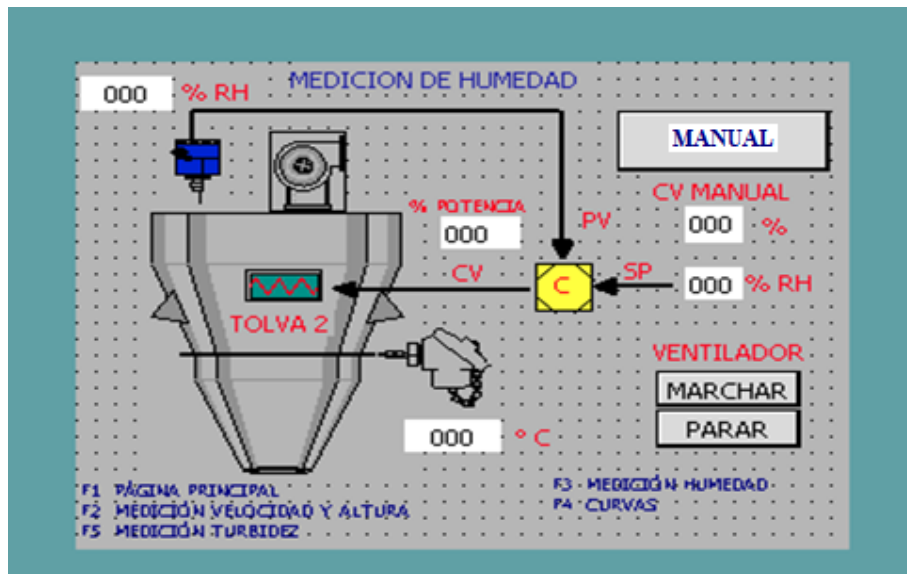 MEDICION DE HUMEDAD
000 % RH
MANUAL
CV MANUAL
000 %
% POTENCIA
000
PV
CV
C
SP
000 % RH
TOLVA 2
VENTILADOR
MARCHAR
PARAR
000 ° C
F1 PÁGINA PRINCIPAL
F2 MEDICIÓN VELOCIDAD Y ALTURA
F5 MEDICIÓN TURBIDEZ
F3 MEDICIÓN HUMEDAD
F4 CURVAS